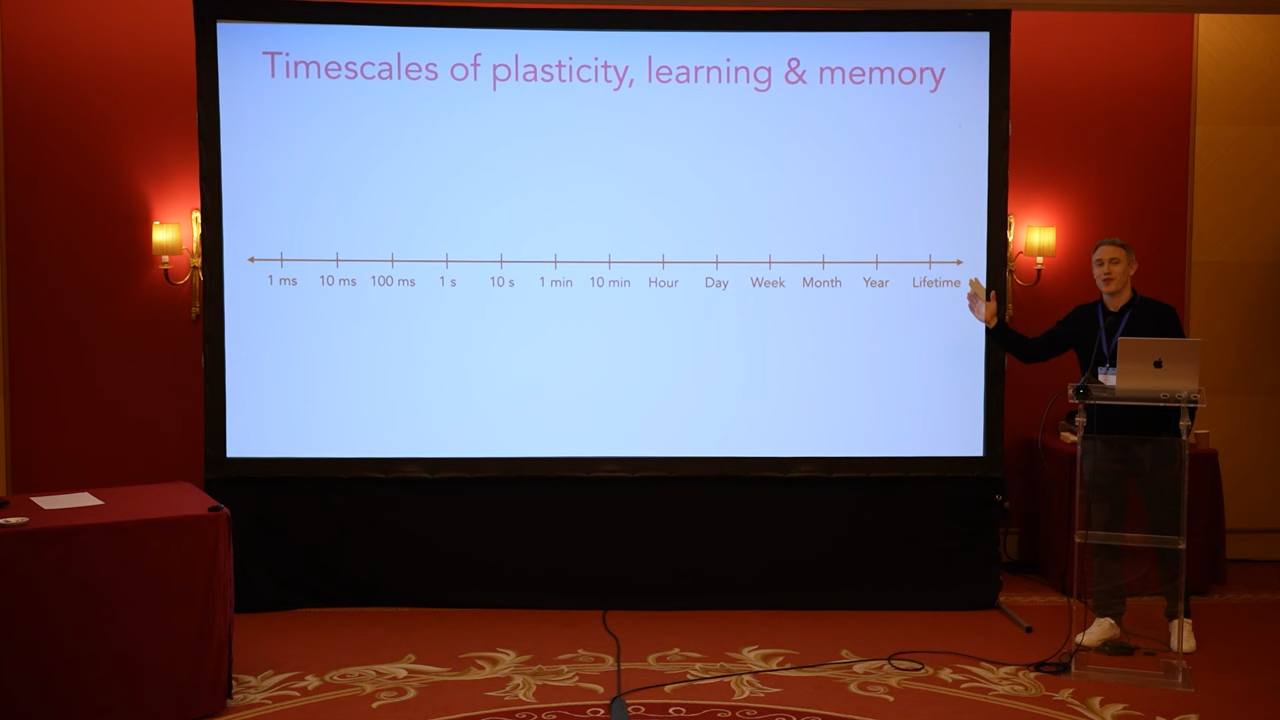 Timescales of plasticity, learning & memory
1 ms 10 ms 100 ms 1 s 10 s 1 min 10 min Hour Day Week Month Year Lifetime